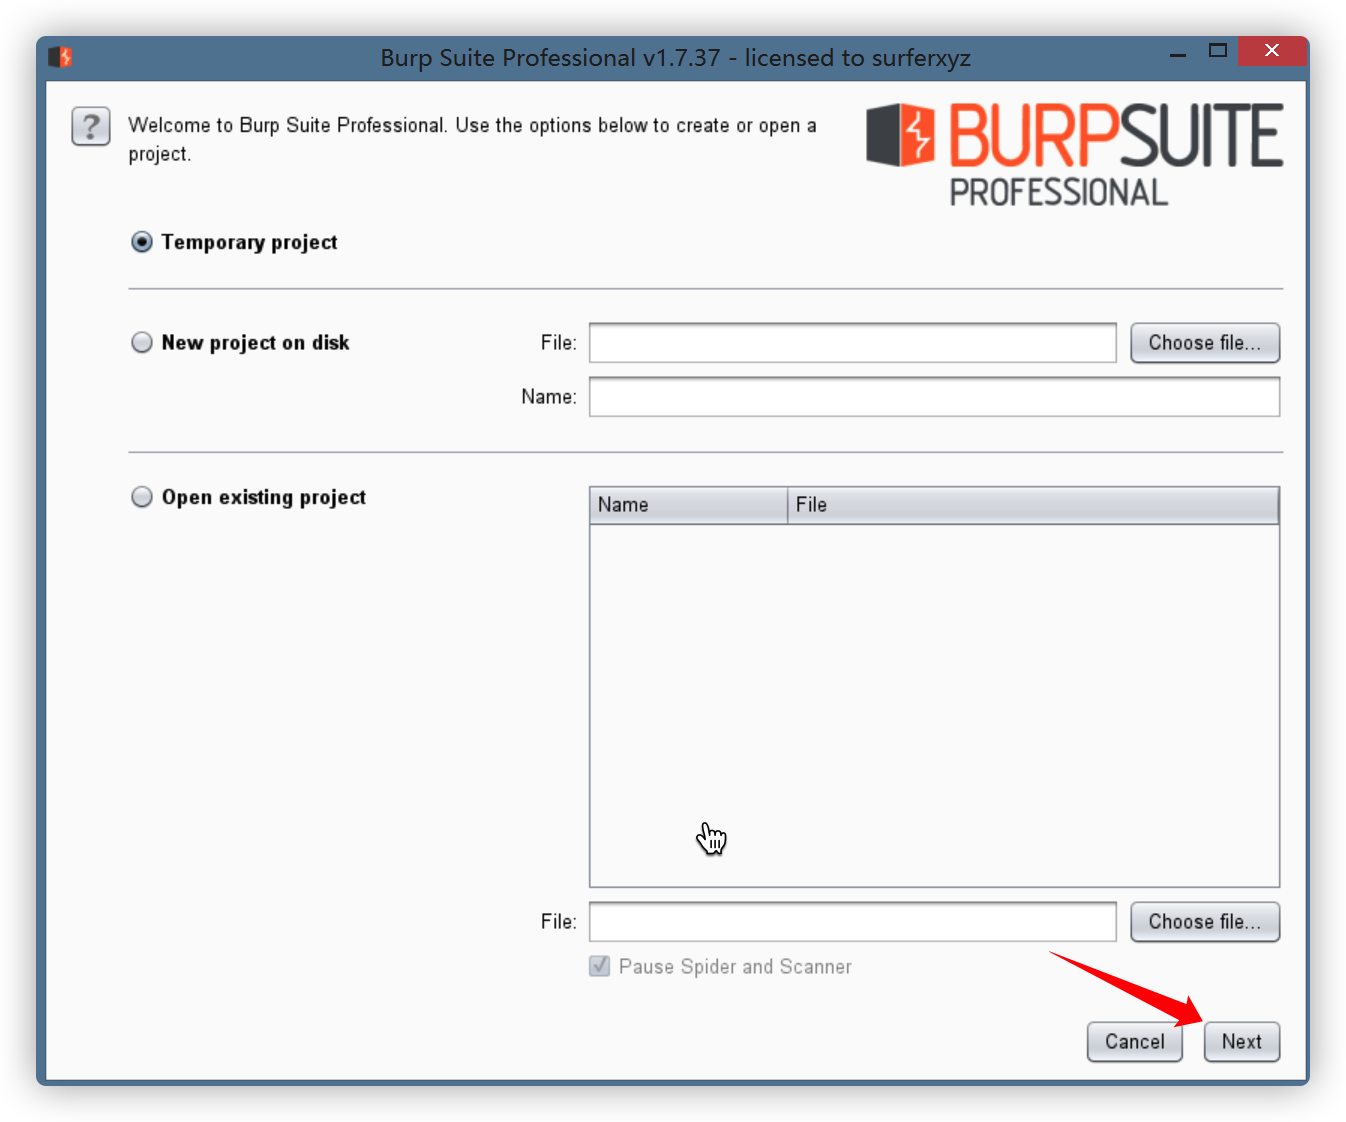 Burp Suite Professional v1.7.37 - licensed to surferxyz
?
Welcome to Burp Suite Professional. Use the options below to create or open a
project.
BURPSUITE
PROFESSIONAL
Temporary project
New project on disk
File:
Choose file...
Name:
Open existing project
Name
File
File:
Choose file...
Pause Spider and Scanner
Cancel
Next